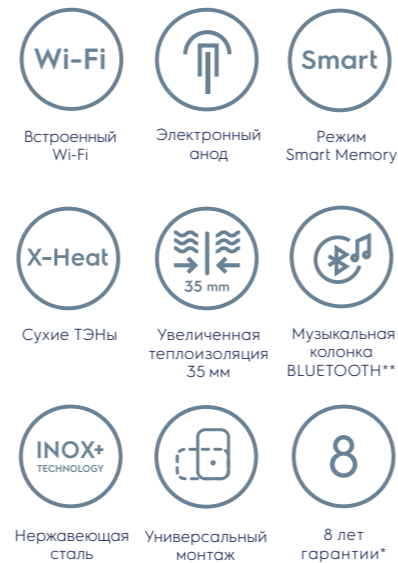 Wi-Fi
Встроенный
Wi-Fi
Электронный
анод
Smart
Режим
Smart Memory
X-Heat
Сухие ТЭНы
35 mm
Увеличенная
теплоизоляция
35 мм
Музыкальная
колонка
BLUETOOTH**
INOX+
TECHNOLOGY
Нержавеющая
сталь
Универсальный
монтаж
8
8 лет
гарантии*